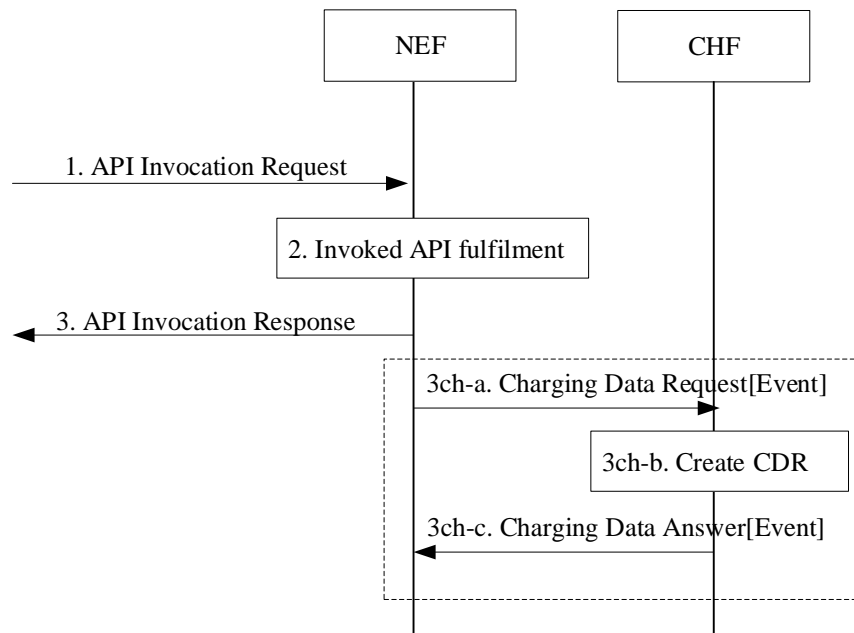 NEF
CHF
1. API Invocation Request
2. Invoked API fulfilment
3. API Invocation Response
3ch-a. Charging Data Request[Event]
3ch-b. Create CDR
3ch-c. Charging Data Answer[Event]